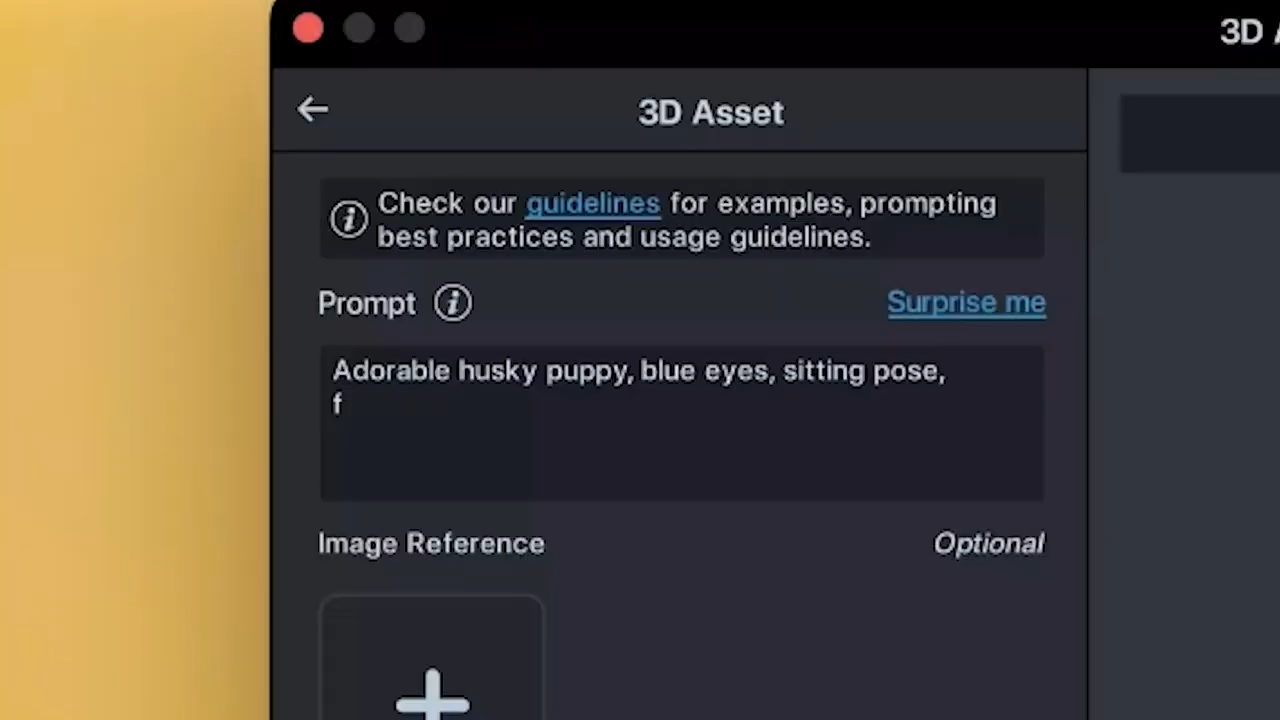 3D
3D Asset
Check our guidelines for examples, prompting
best practices and usage guidelines.
Prompt
Surprise me
Adorable husky puppy, blue eyes, sitting pose,
f
Image Reference
Optional